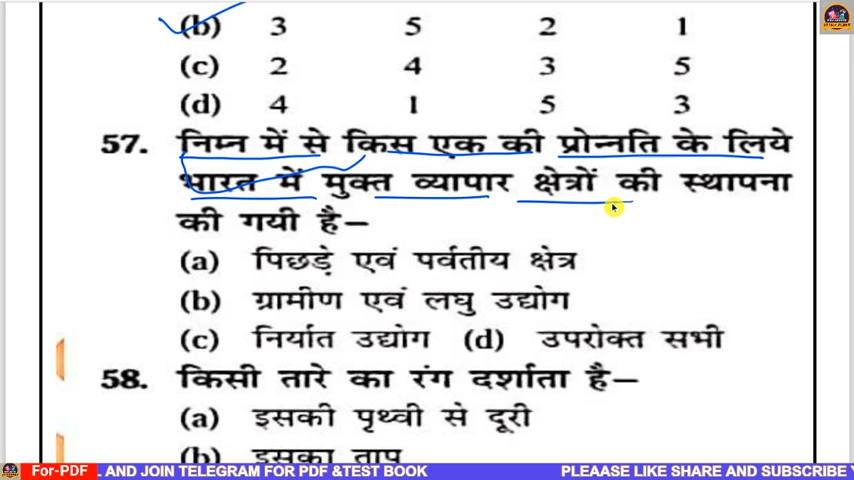 (b) 3 5 2 1
(c) 2 4 3 5
(d) 4 1 5 3
57. निम्न में से किस एक की प्रोन्नति के लिये
भारत में मुक्त व्यापार क्षेत्रों की स्थापना
की गयी है–
(a) पिछड़े एवं पर्वतीय क्षेत्र
(b) ग्रामीण एवं लघु उद्योग
(c) निर्यात उद्योग (d) उपरोक्त सभी
58. किसी तारे का रंग दर्शाता है–
(a) इसकी पृथ्वी से दूरी
(b) इसका ताप
For-PDF L AND JOIN TELEGRAM FOR PDF &TEST BOOK PLEAASE LIKE SHARE AND SUBSCRIBE Y